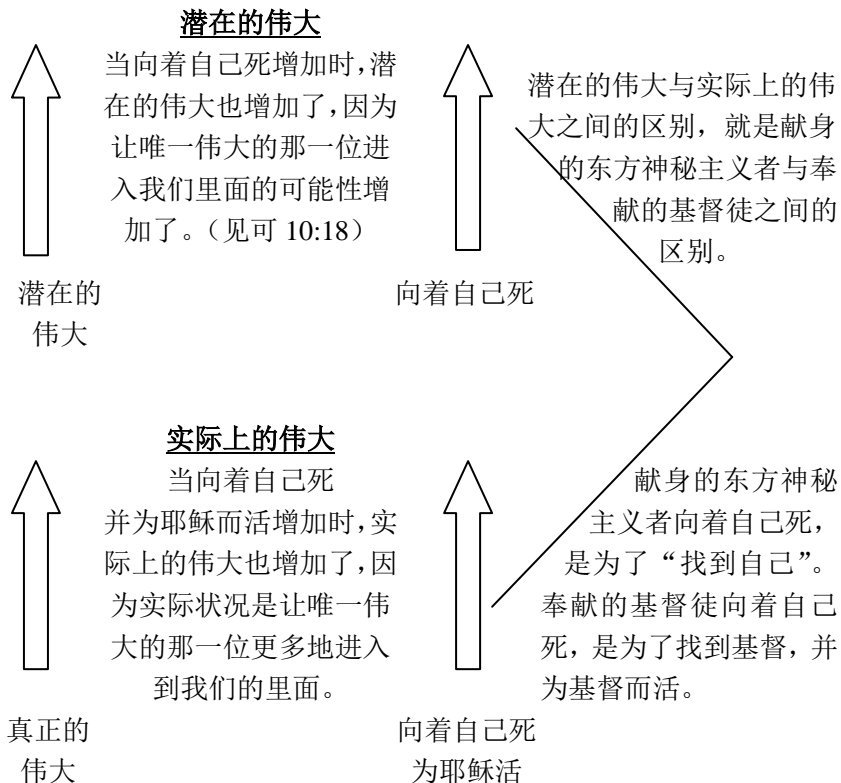 潜在的伟大
当向着自己死增加时，潜
在的伟大也增加了，因为
让唯一伟大的那一位进
入我们里面的可能性增
加了。（见可 10:18）
潜在的
伟大
向着自己死
潜在的伟大与实际上的伟
大之间的区别，就是献身
的东方神秘主义者与奉
献的基督徒之间的
区别。
实际上的伟大
当向着自己死
并为耶稣而活增加时，实
际上的伟大也增加了，因
为实际状况是让唯一伟
大的那一位更多地进入
到我们的里面。
真正的
伟大
向着自己死
为耶稣活
献身的东方神秘
主义者向着自己死，
是为了“找到自己”。
奉献的基督徒向着自己
死，是为了找到基督，并
为基督而活。